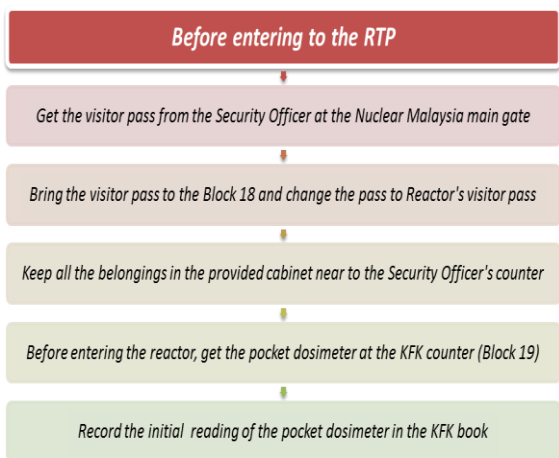 Before entering to the RTP
Get the visitor pass from the Security Officer at the Nuclear Malaysia main gate
Bring the visitor pass to the Block 18 and change the pass to Reactor's visitor pass
Keep all the belongings in the provided cabinet near to the Security Officer's counter
Before entering the reactor, get the pocket dosimeter at the KFK counter (Block 19)
Record the initial reading of the pocket dosimeter in the KFK book